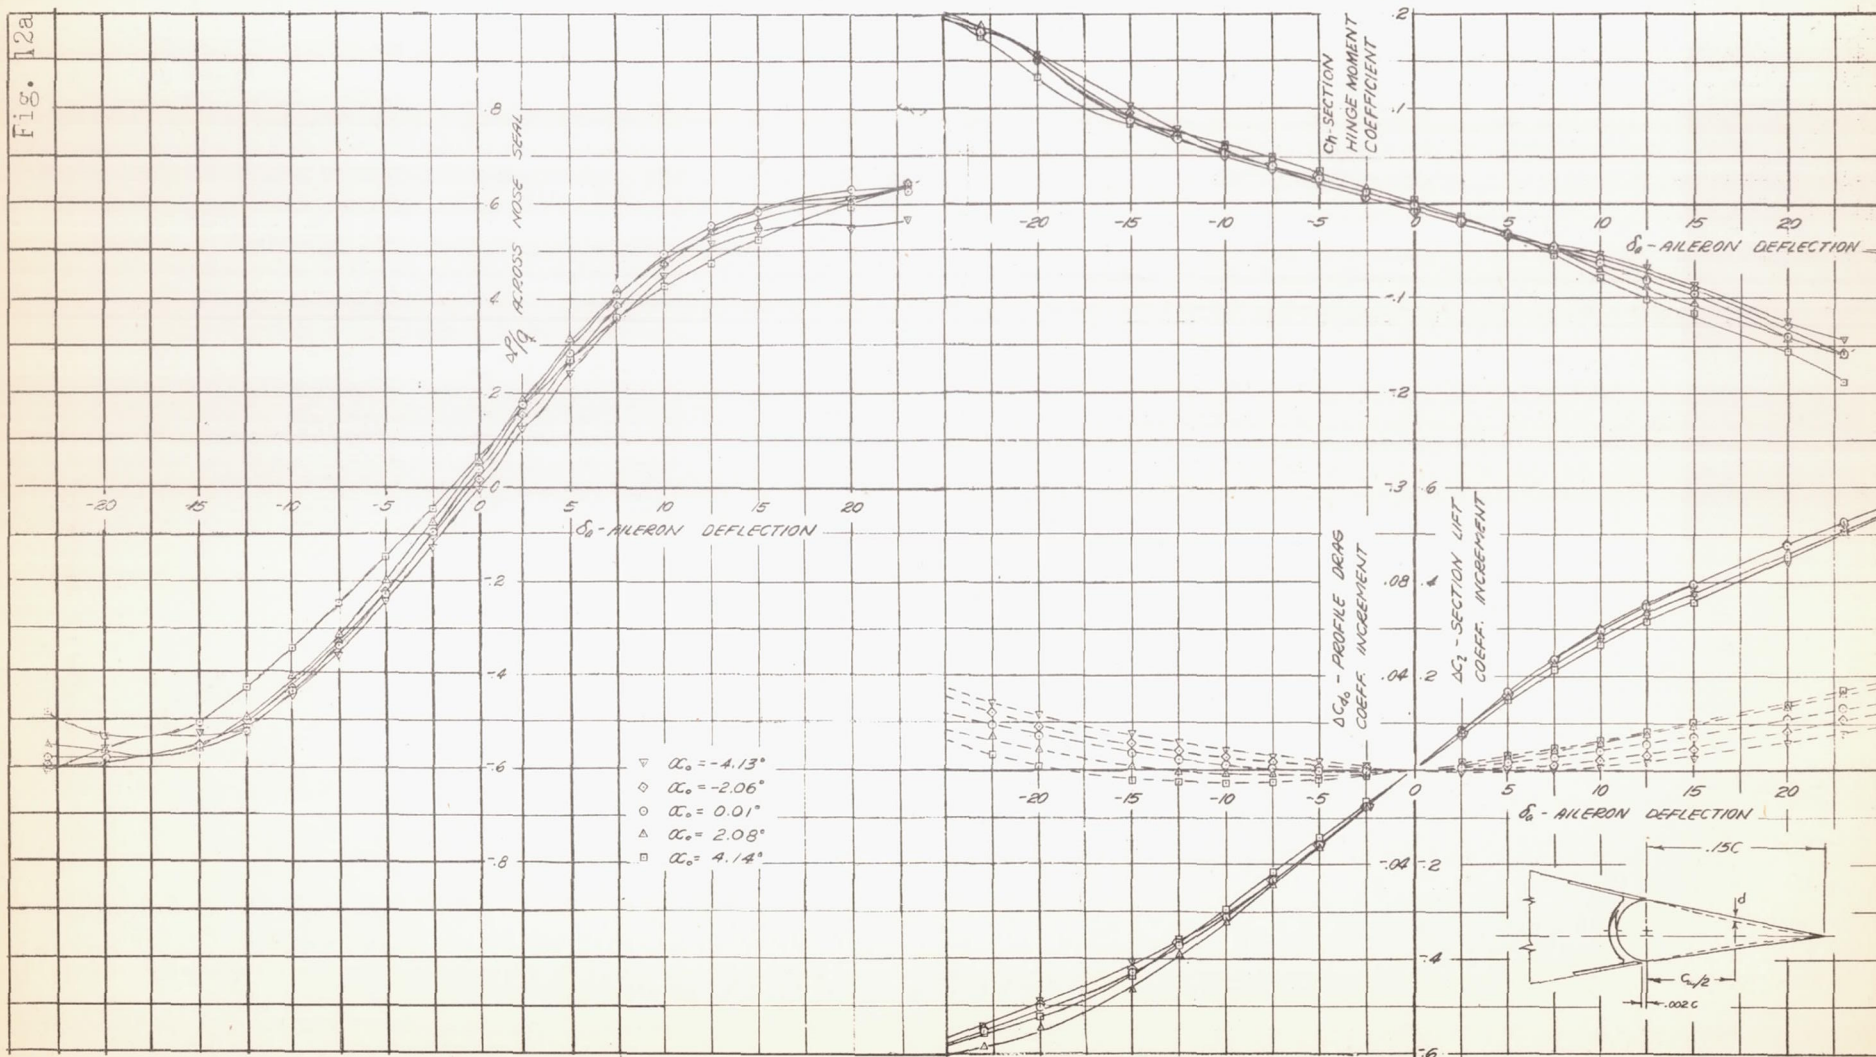 Fig. 12a
.8
.6
.4
.2
.0
-.2
-.4
-.6
-.8
ΔP/q ACROSS NOSE SEAL
-20 -15 -10 -5 0 5 10 15 20
δa - AILERON DEFLECTION
▽ α₀ = -4.13°
◇ α₀ = -2.06°
○ α₀ = 0.01°
△ α₀ = 2.08°
□ α₀ = 4.14°
Ch-SECTION
HINGE MOMENT
COEFFICIENT
.2
.1
-.1
-.2
-.3
-20 -15 -10 -5 0 5 10 15 20
δa - AILERON DEFLECTION
ΔCd₀ - PROFILE DRAG
COEFF. INCREMENT
ΔCl - SECTION LIFT
COEFF. INCREMENT
.6
.08 .4
.04 .2
-20 -15 -10 -5 0 5 10 15 20
δa - AILERON DEFLECTION
-.04 -.2
-.4
-.6
.15C
d
Ca/2
.002C